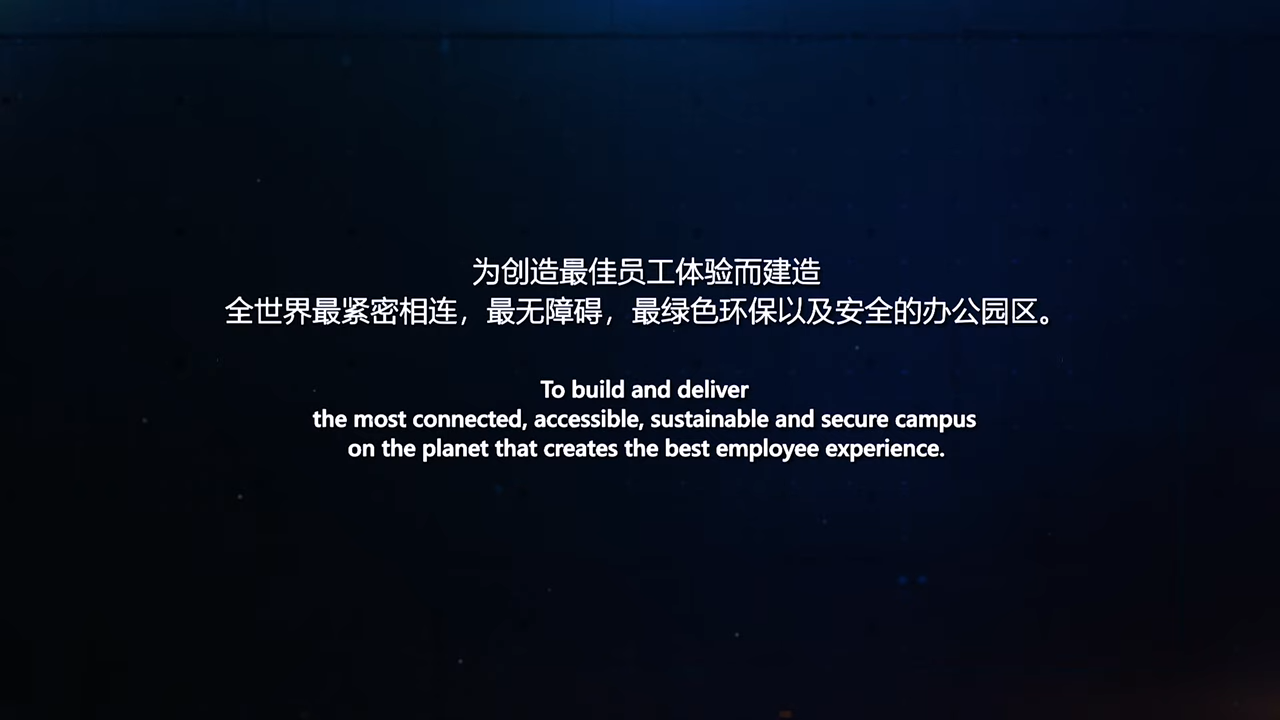 为创造最佳员工体验而建造
全世界最紧密相连，最无障碍，最绿色环保以及安全的办公园区。
To build and deliver
the most connected, accessible, sustainable and secure campus
on the planet that creates the best employee experience.